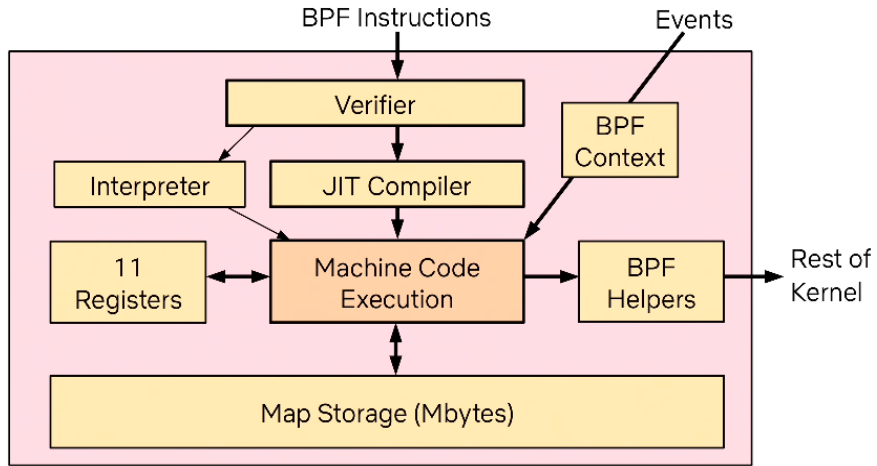 BPF Instructions
Events
Verifier
BPF
Context
Interpreter
JIT Compiler
11
Registers
Machine Code
Execution
BPF
Helpers
Rest of
Kernel
Map Storage (Mbytes)